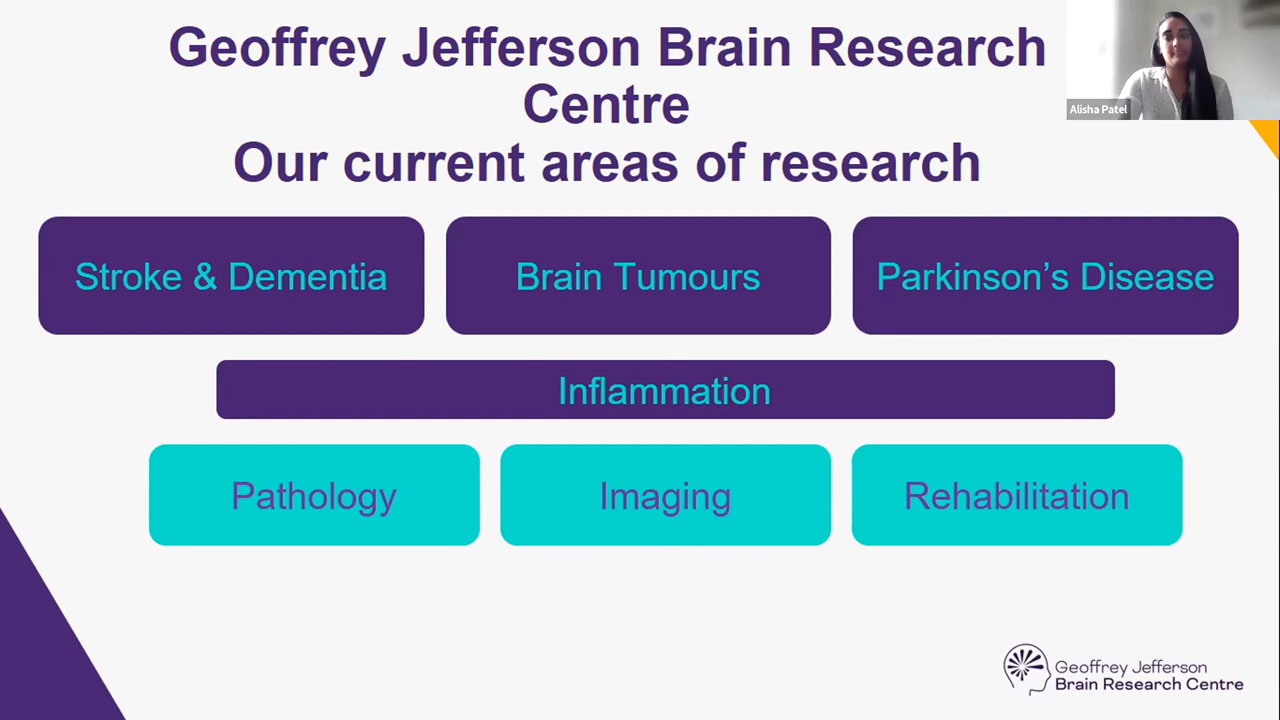 Geoffrey Jefferson Brain Research
Centre
Our current areas of research
Alisha Patel
Stroke & Dementia
Brain Tumours
Parkinson’s Disease
Inflammation
Pathology
Imaging
Rehabilitation
Geoffrey Jefferson
Brain Research Centre